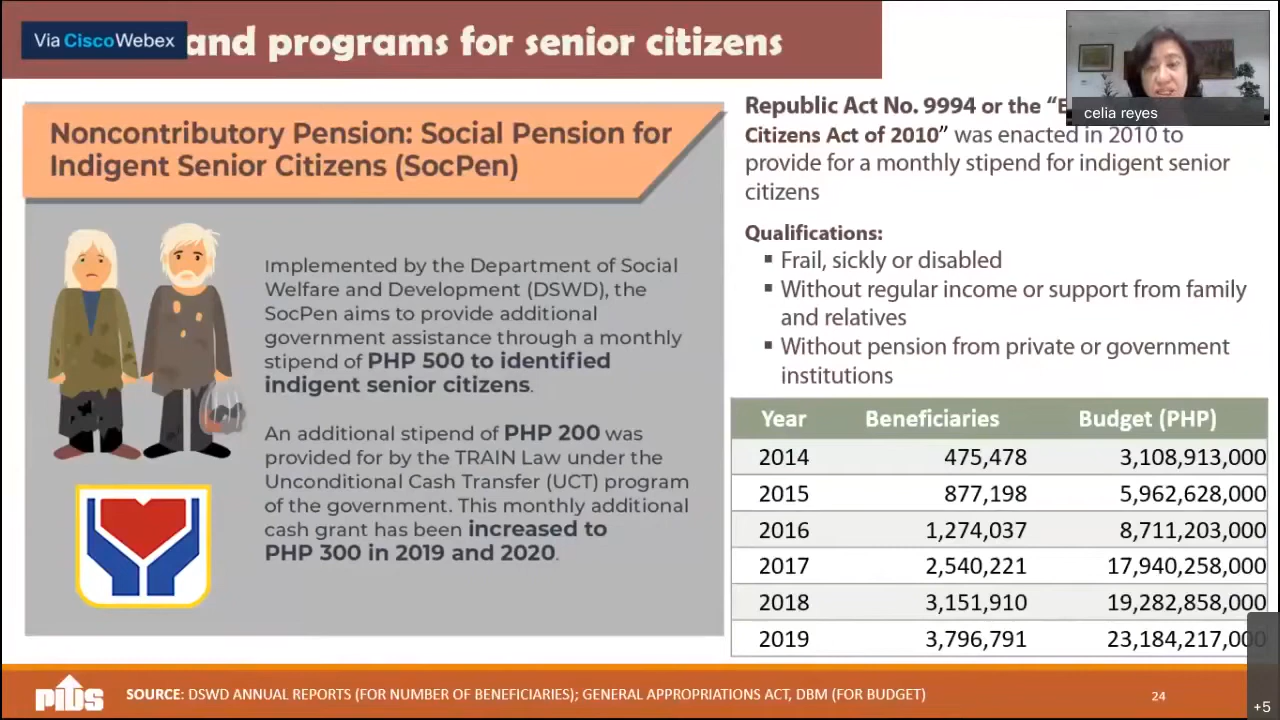 Via CiscoWebex
and programs for senior citizens
celia reyes
Noncontributory Pension: Social Pension for
Indigent Senior Citizens (SocPen)
Implemented by the Department of Social
Welfare and Development (DSWD), the
SocPen aims to provide additional
government assistance through a monthly
stipend of PHP 500 to identified
indigent senior citizens.
An additional stipend of PHP 200 was
provided for by the TRAIN Law under the
Unconditional Cash Transfer (UCT) program
of the government. This monthly additional
cash grant has been increased to
PHP 300 in 2019 and 2020.
Republic Act No. 9994 or the “
Citizens Act of 2010” was enacted in 2010 to
provide for a monthly stipend for indigent senior
citizens
Qualifications:
▪ Frail, sickly or disabled
▪ Without regular income or support from family
and relatives
▪ Without pension from private or government
institutions
Year Beneficiaries Budget (PHP)
2014 475,478 3,108,913,000
2015 877,198 5,962,628,000
2016 1,274,037 8,711,203,000
2017 2,540,221 17,940,258,000
2018 3,151,910 19,282,858,000
2019 3,796,791 23,184,217,000
pids
SOURCE: DSWD ANNUAL REPORTS (FOR NUMBER OF BENEFICIARIES); GENERAL APPROPRIATIONS ACT, DBM (FOR BUDGET)
24
+5